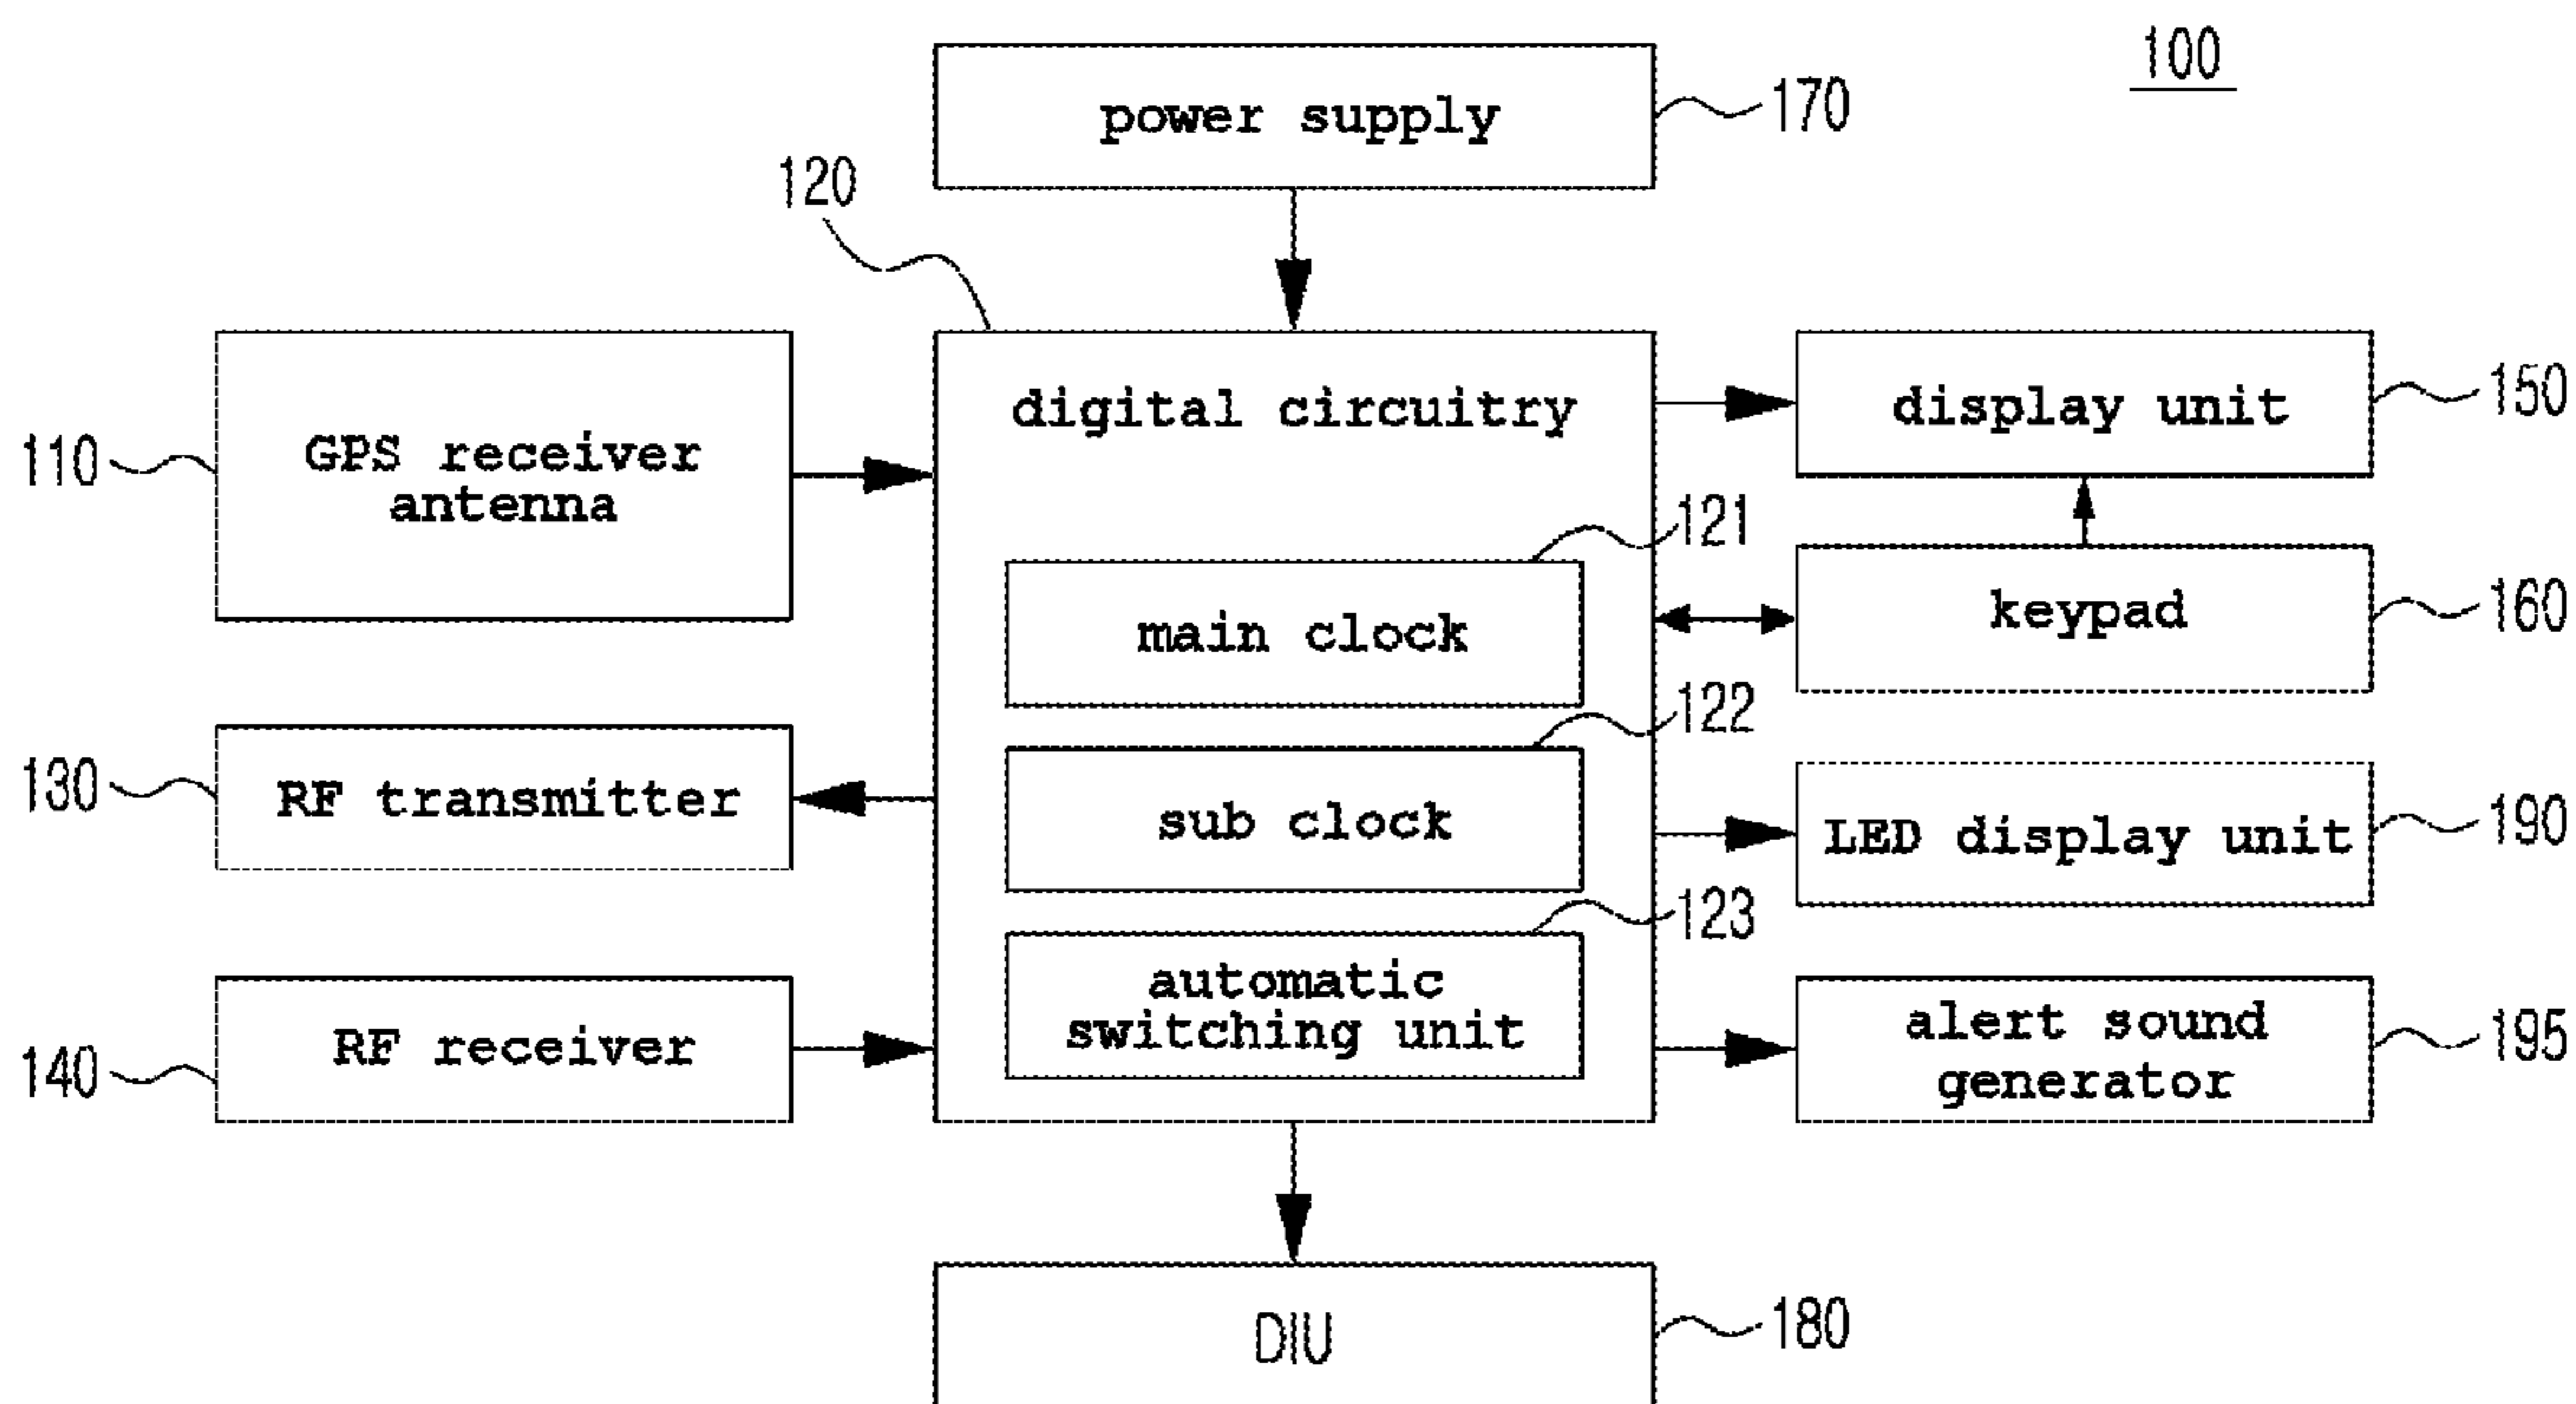 100
power supply
170
120
digital circuitry
GPS receiver
antenna
110
display unit
150
121
main clock
keypad
160
122
RF transmitter
130
sub clock
LED display unit
190
123
automatic
switching unit
RF receiver
140
alert sound
generator
195
DIU
180